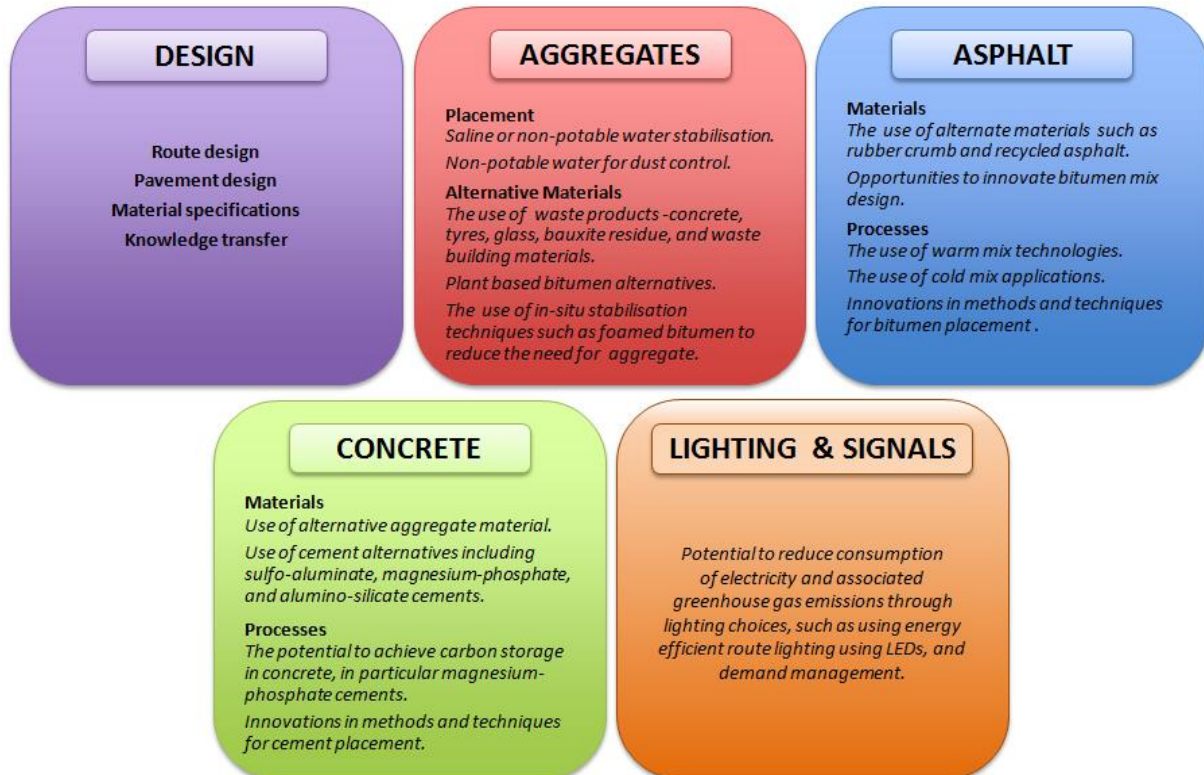 DESIGN
Route design
Pavement design
Material specifications
Knowledge transfer
AGGREGATES
Placement
Saline or non-potable water stabilisation.
Non-potable water for dust control.
Alternative Materials
The use of waste products -concrete,
tyres, glass, bauxite residue, and waste
building materials.
Plant based bitumen alternatives.
The use of in-situ stabilisation
techniques such as foamed bitumen to
reduce the need for aggregate.
ASPHALT
Materials
The use of alternate materials such as
rubber crumb and recycled asphalt.
Opportunities to innovate bitumen mix
design.
Processes
The use of warm mix technologies.
The use of cold mix applications.
Innovations in methods and techniques
for bitumen placement .
CONCRETE
Materials
Use of alternative aggregate material.
Use of cement alternatives including
sulfo-aluminate, magnesium-phosphate,
and alumino-silicate cements.
Processes
The potential to achieve carbon storage
in concrete, in particular magnesium-
phosphate cements.
Innovations in methods and techniques
for cement placement.
LIGHTING & SIGNALS
Potential to reduce consumption
of electricity and associated
greenhouse gas emissions through
lighting choices, such as using energy
efficient route lighting using LEDs, and
demand management.